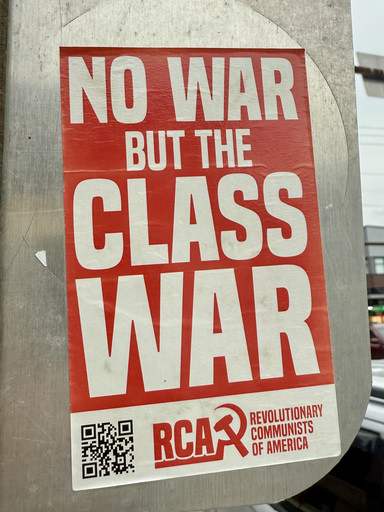 NO WAR
BUT THE
CLASS
WAR
RCA
REVOLUTIONARY
COMMUNISTS
OF AMERICA